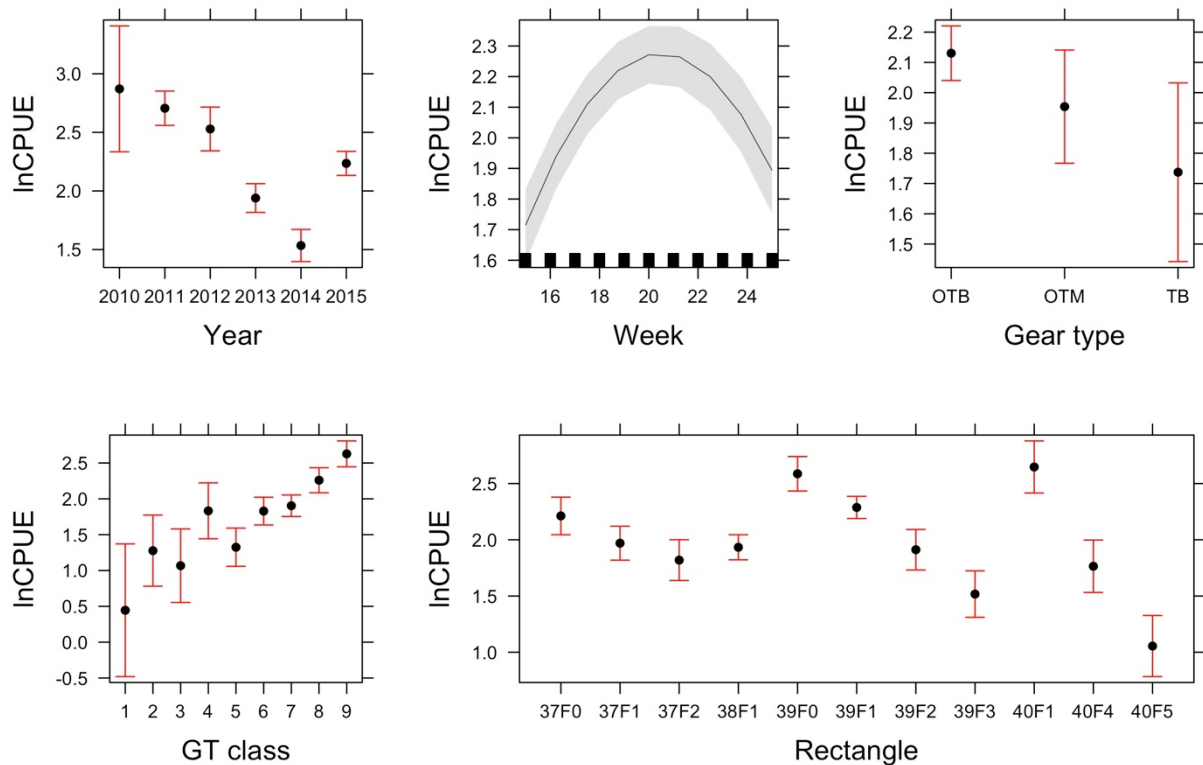 lnCPUE
3.0
2.5
2.0
1.5
2010 2011 2012 2013 2014 2015
Year
lnCPUE
2.3
2.2
2.1
2.0
1.9
1.8
1.7
1.6
16 18 20 22 24
Week
lnCPUE
2.2
2.1
2.0
1.9
1.8
1.7
1.6
1.5
OTB OTM TB
Gear type
lnCPUE
2.5
2.0
1.5
1.0
0.5
0.0
-0.5
1 2 3 4 5 6 7 8 9
GT class
lnCPUE
2.5
2.0
1.5
1.0
37F0 37F1 37F2 38F1 39F0 39F1 39F2 39F3 40F1 40F4 40F5
Rectangle